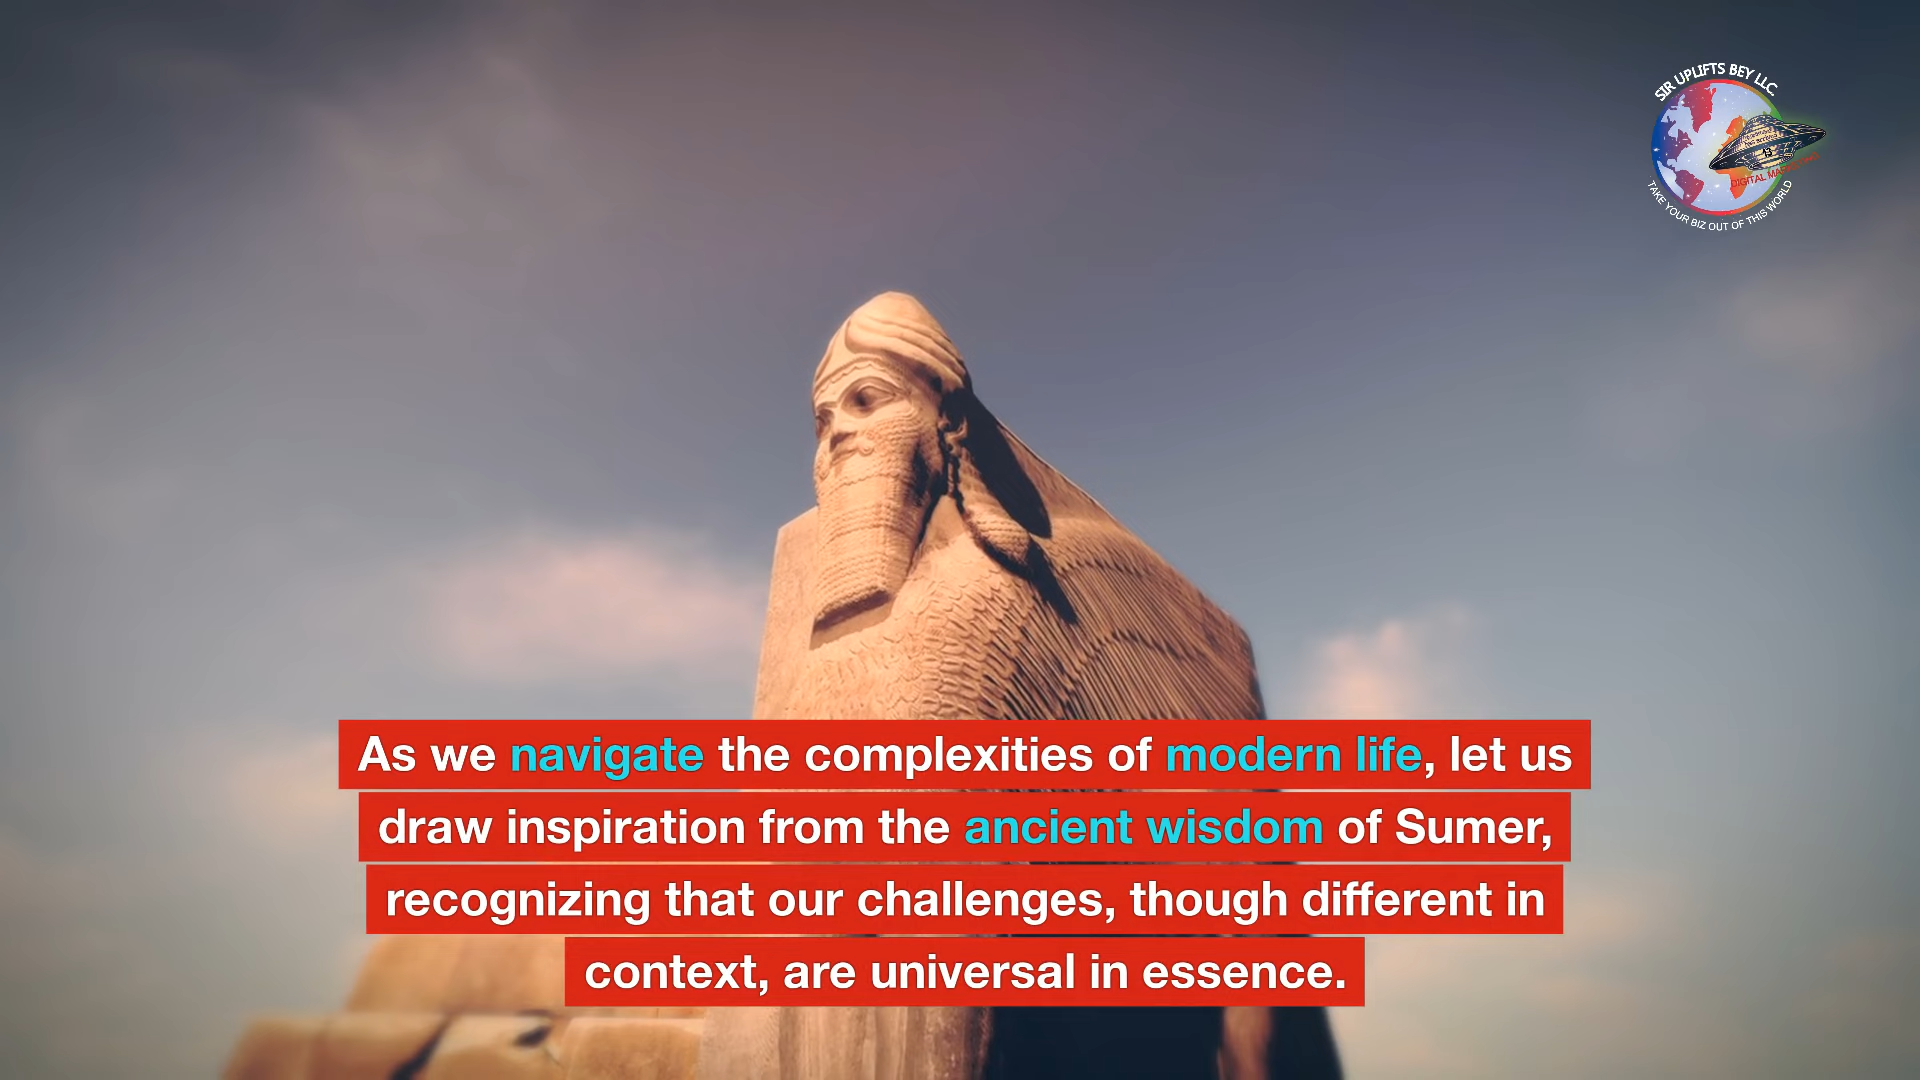 SIR UPLIFTS BEY LLC.
DIGITAL
TAKE YOUR BIZ OUT OF THIS WORLD
As we navigate the complexities of modern life, let us
draw inspiration from the ancient wisdom of Sumer,
recognizing that our challenges, though different in
context, are universal in essence.